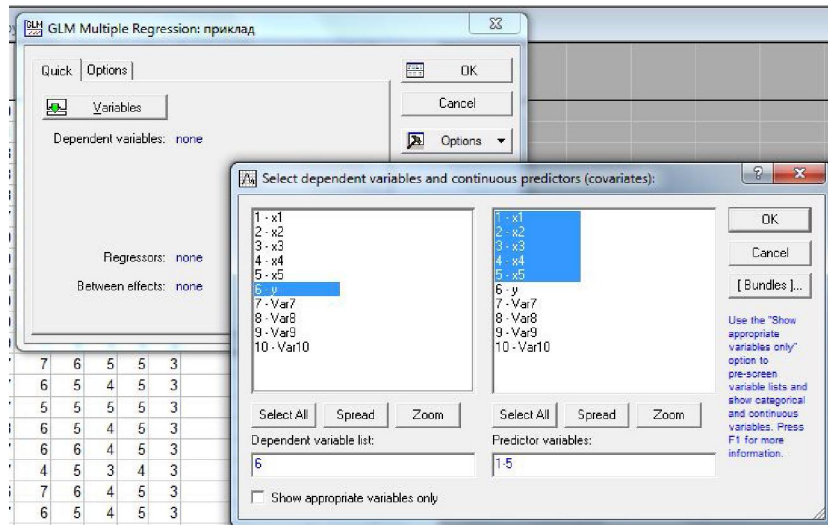 GLM Multiple Regression: приклад
Quick Options
OK
Variables
Cancel
Dependent variables: none
Options
Regressors: none
Between effects: none
Select dependent variables and continuous predictors (covariates):
1 - x1
2 - x2
3 - x3
4 - x4
5 - x5
6 - y
7 - Var7
8 - Var8
9 - Var9
10 - Var10
1 - x1
2 - x2
3 - x3
4 - x4
5 - x5
6 - y
7 - Var7
8 - Var8
9 - Var9
10 - Var10
OK
Cancel
[ Bundles ]...
Use the "Show
appropriate
variables only"
option to
pre-screen
variable lists and
show categorical
and continuous
variables. Press
F1 for more
information.
Select All Spread Zoom
Select All Spread Zoom
Dependent variable list:
Predictor variables:
6
1-5
Show appropriate variables only
7 6 5 5 3
6 5 4 5 3
5 5 5 5 3
6 5 4 5 3
6 6 4 5 3
4 5 3 4 3
7 6 4 5 3
6 5 4 5 3